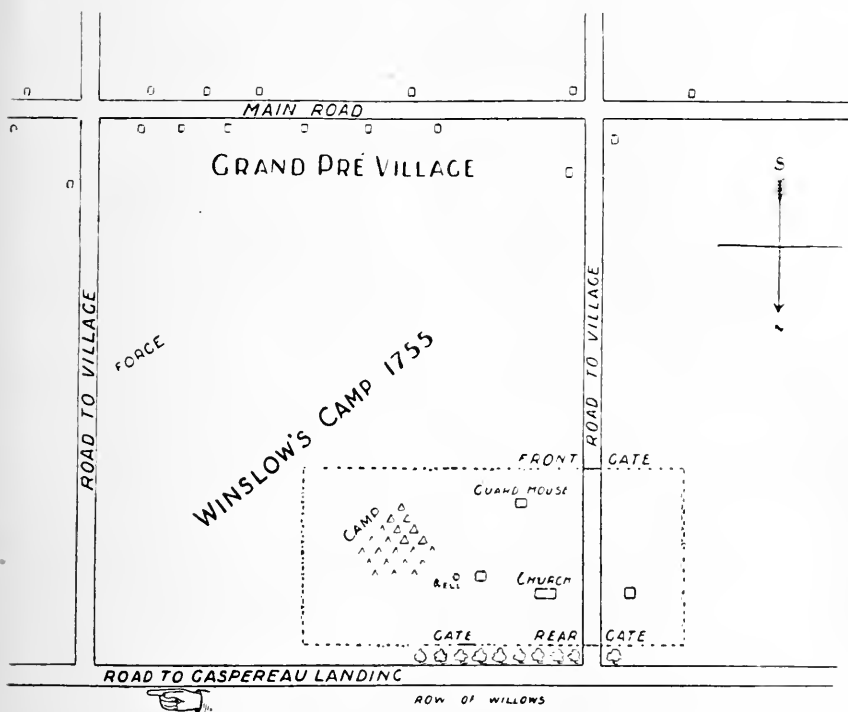 MAIN ROAD
GRAND PRÉ VILLAGE
S
ROAD TO VILLAGE
ROAD TO VILLAGE
FORGE
WINSLOW'S CAMP 1755
FRONT GATE
GUARD HOUSE
CAMP
BELL
CHURCH
GATE REAR GATE
ROAD TO GASPEREAU LANDING
ROW OF WILLOWS